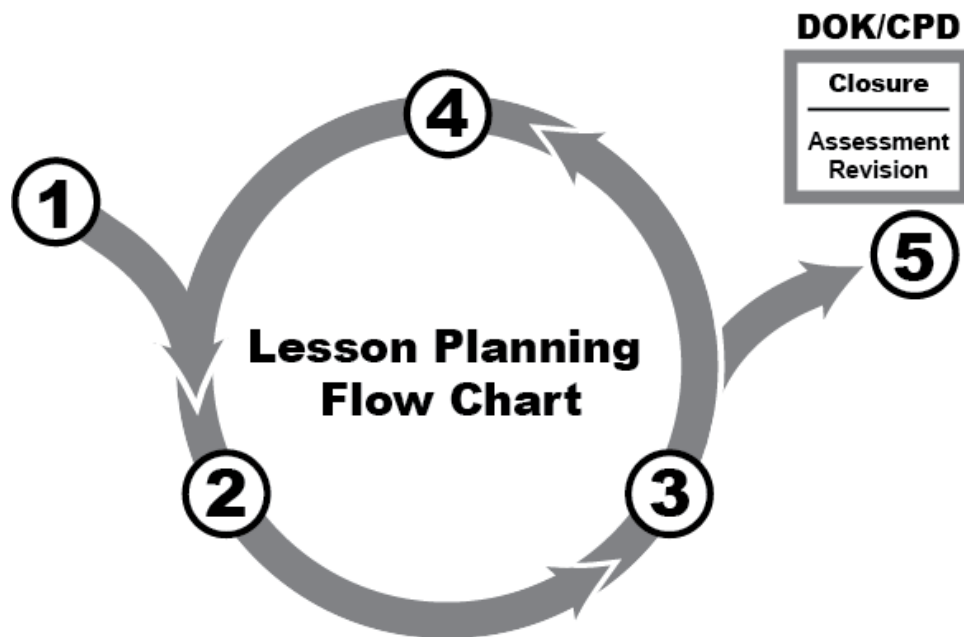 DOK/CPD
Closure
Assessment
Revision
4
1
5
Lesson Planning
Flow Chart
2
3